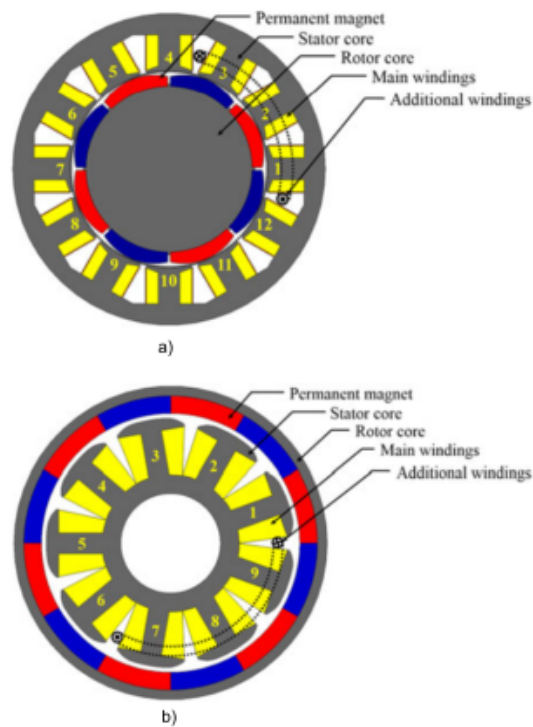 Permanent magnet
Stator core
Rotor core
Main windings
Additional windings
4
3
5
2
6
1
7
12
8
11
9
10
a)
Permanent magnet
Stator core
Rotor core
Main windings
Additional windings
3
2
4
1
5
9
6
8
7
b)